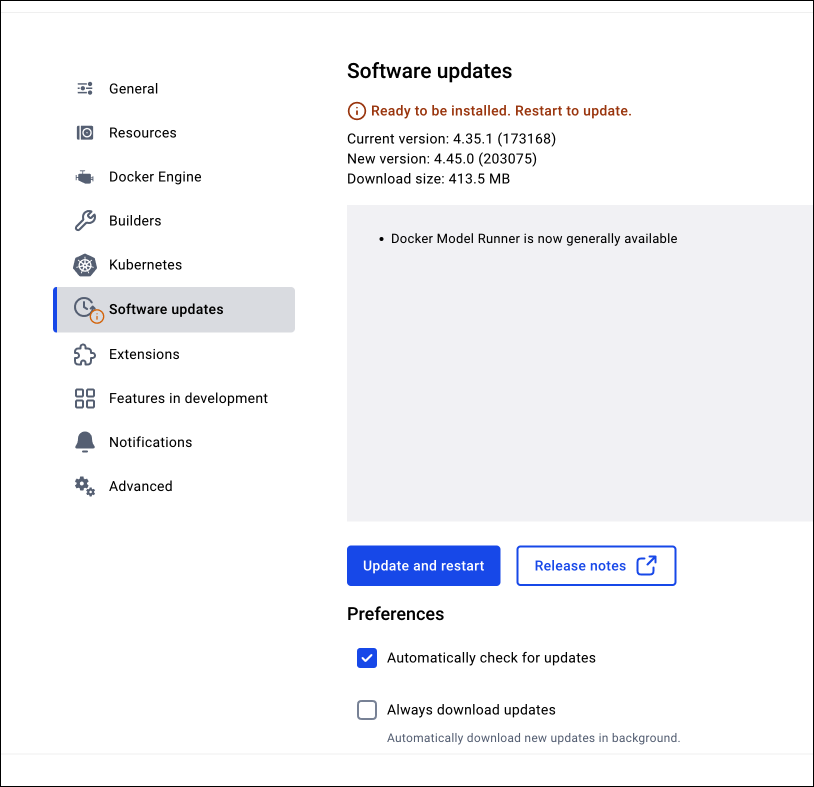 General
Resources
Docker Engine
Builders
Kubernetes
Software updates
Extensions
Features in development
Notifications
Advanced
Software updates
Ready to be installed. Restart to update.
Current version: 4.35.1 (173168)
New version: 4.45.0 (203075)
Download size: 413.5 MB
• Docker Model Runner is now generally available
Update and restart
Release notes
Preferences
Automatically check for updates
Always download updates
Automatically download new updates in background.